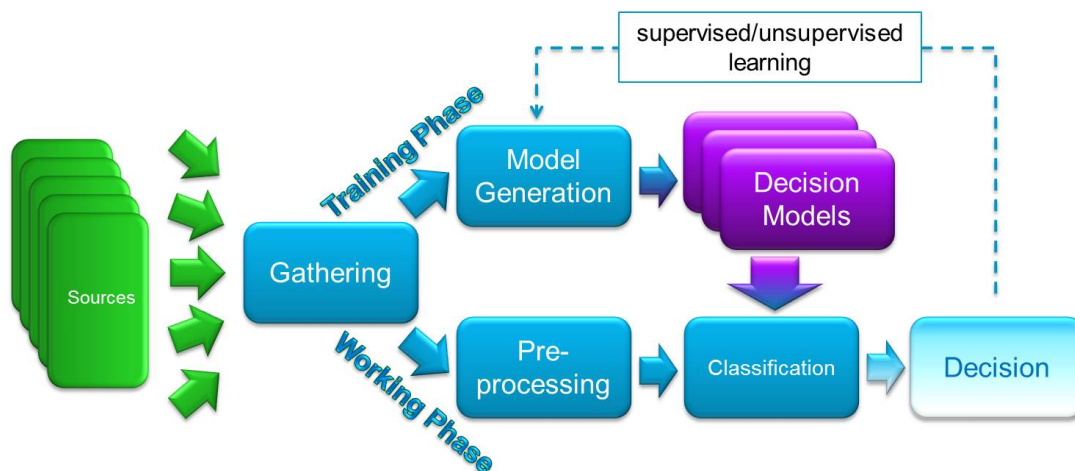 supervised/unsupervised
learning
Training Phase
Model
Generation
Decision
Models
Sources
Gathering
Working Phase
Pre-
processing
Classification
Decision